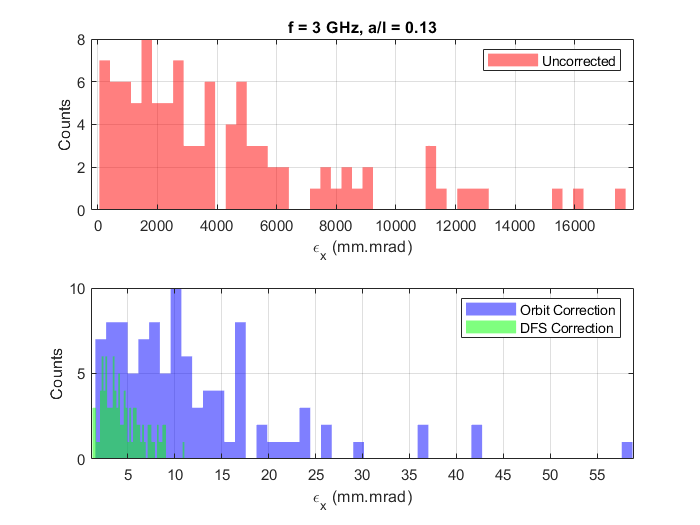 f = 3 GHz, a/l = 0.13
8
6
4
2
0
Counts
Uncorrected
0 2000 4000 6000 8000 10000 12000 14000 16000
ϵx (mm.mrad)
10
5
0
Counts
Orbit Correction
DFS Correction
5 10 15 20 25 30 35 40 45 50 55
ϵx (mm.mrad)